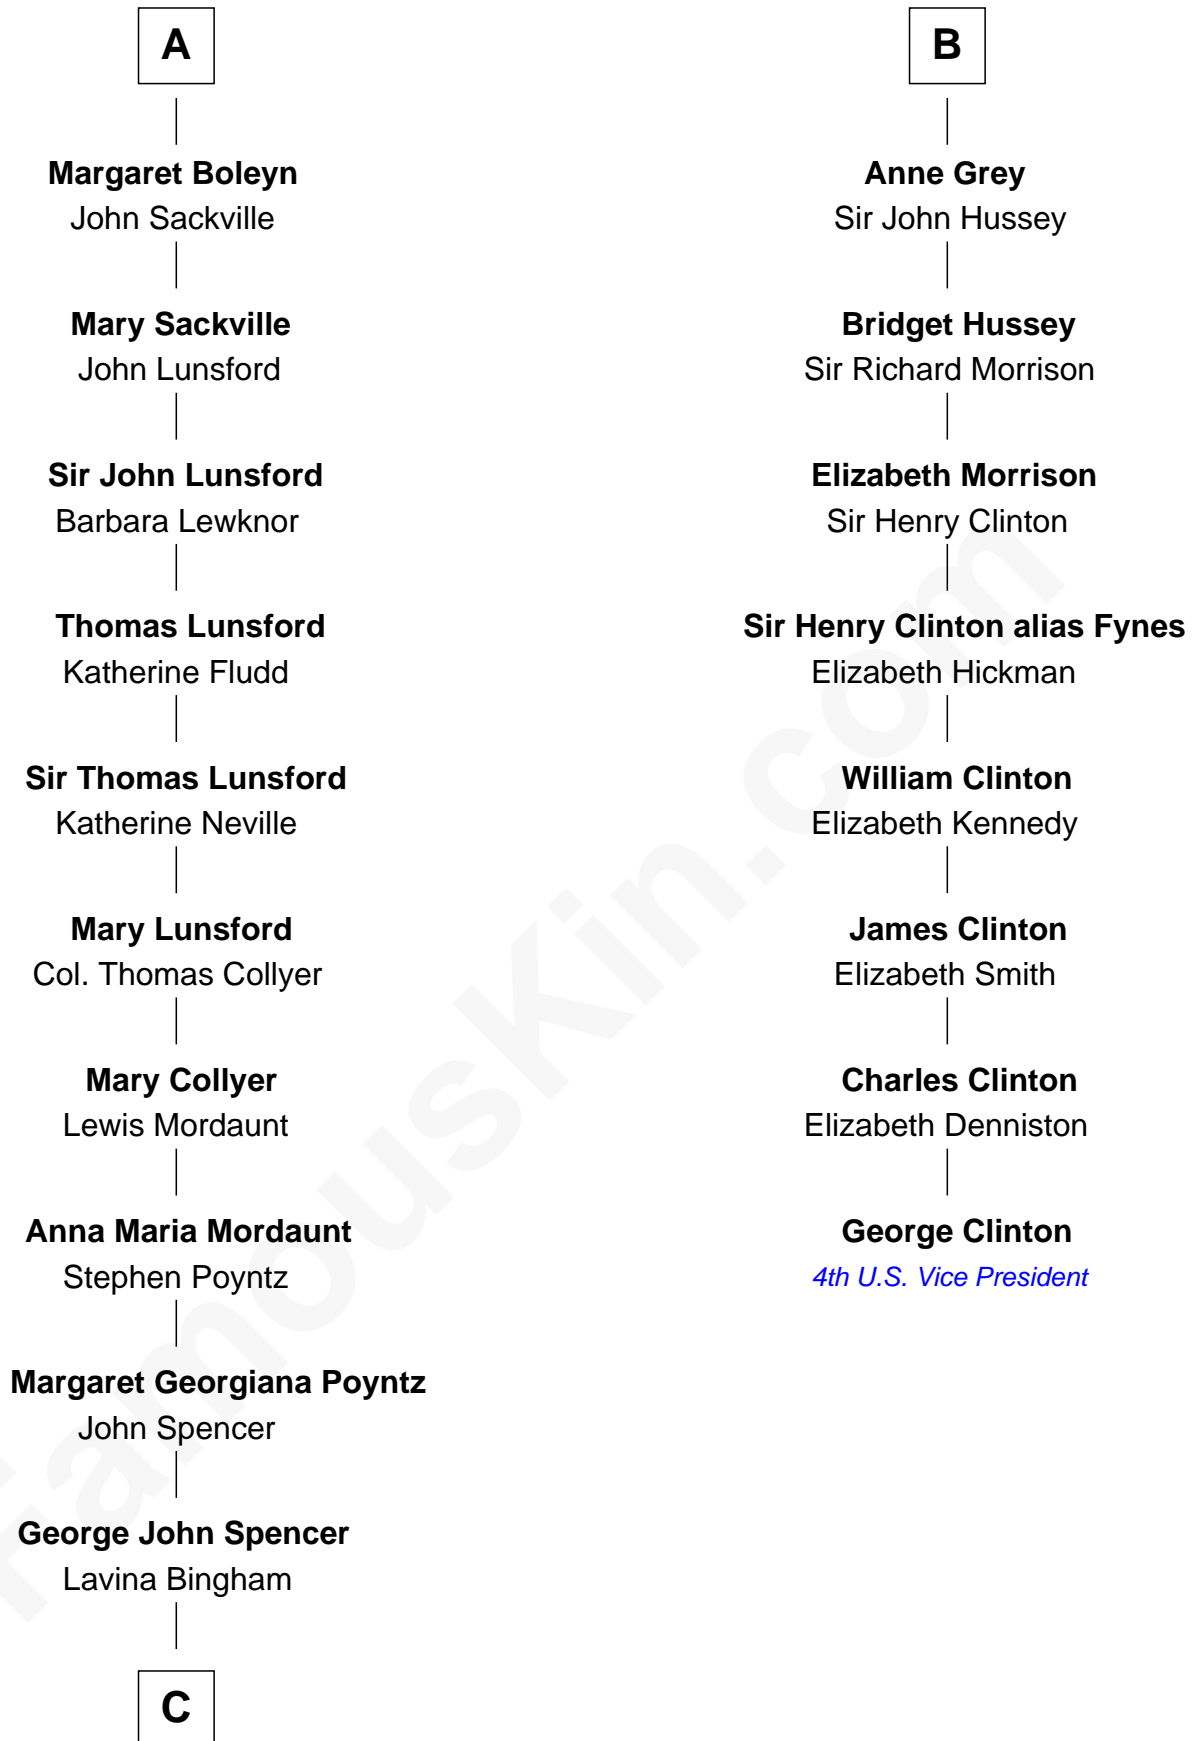 A
Margaret Boleyn
John Sackville
Mary Sackville
John Lunsford
Sir John Lunsford
Barbara Lewknor
Thomas Lunsford
Katherine Fludd
Sir Thomas Lunsford
Katherine Neville
Mary Lunsford
Col. Thomas Collyer
Mary Collyer
Lewis Mordaunt
Anna Maria Mordaunt
Stephen Poyntz
Margaret Georgiana Poyntz
John Spencer
George John Spencer
Lavina Bingham
C
B
Anne Grey
Sir John Hussey
Bridget Hussey
Sir Richard Morrison
Elizabeth Morrison
Sir Henry Clinton
Sir Henry Clinton alias Fynes
Elizabeth Hickman
William Clinton
Elizabeth Kennedy
James Clinton
Elizabeth Smith
Charles Clinton
Elizabeth Denniston
George Clinton
4th U.S. Vice President
FamousKin.com